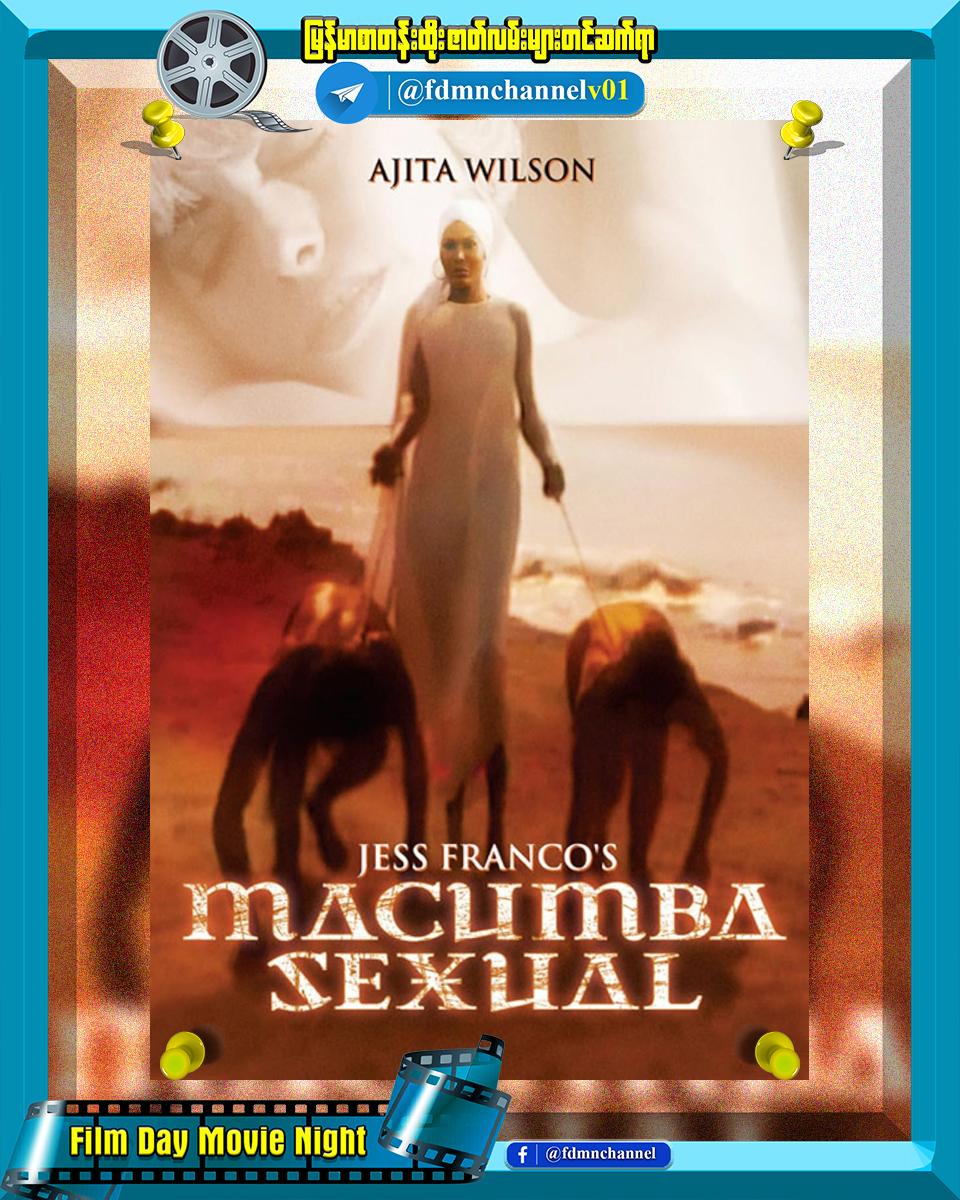 မြန်မာစာတန်းထိုးဇာတ်လမ်းများတင်ဆက်ရာ
@fdmnchannelv01
AJITA WILSON
JESS FRANCO'S
MACUMBA
SEXUAL
Film Day Movie Night
@fdmnchannel